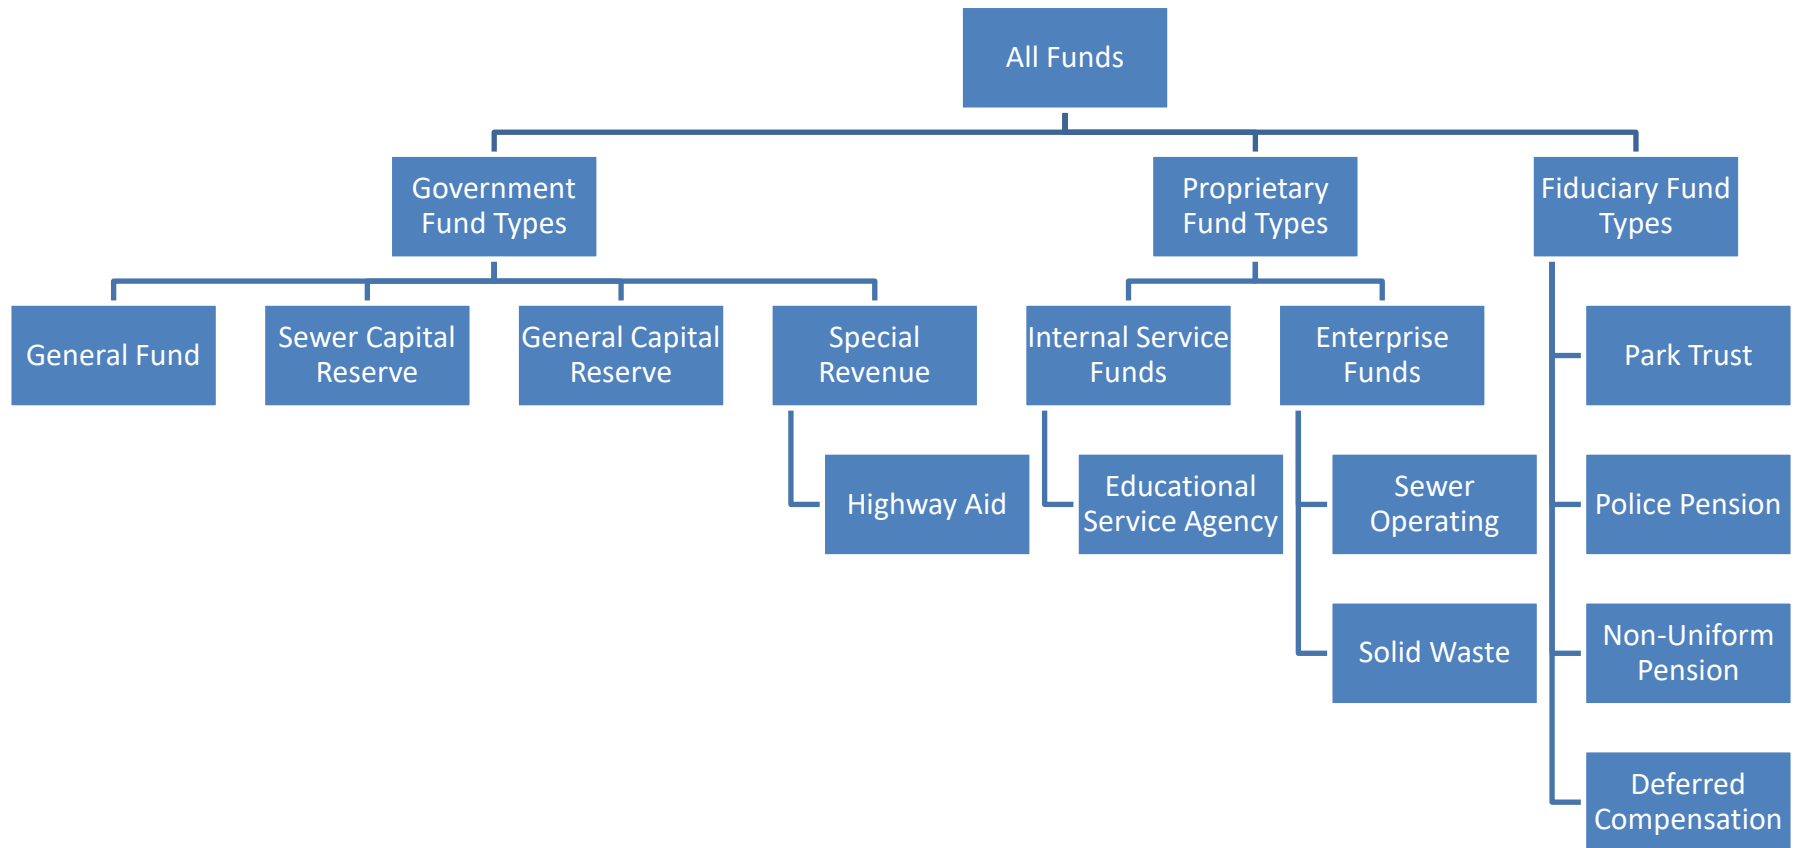 All Funds
Government
Fund Types
Proprietary
Fund Types
Fiduciary Fund
Types
General Fund
Sewer Capital
Reserve
General Capital
Reserve
Special
Revenue
Internal Service
Funds
Enterprise
Funds
Park Trust
Highway Aid
Educational
Service Agency
Sewer
Operating
Police Pension
Solid Waste
Non-Uniform
Pension
Deferred
Compensation